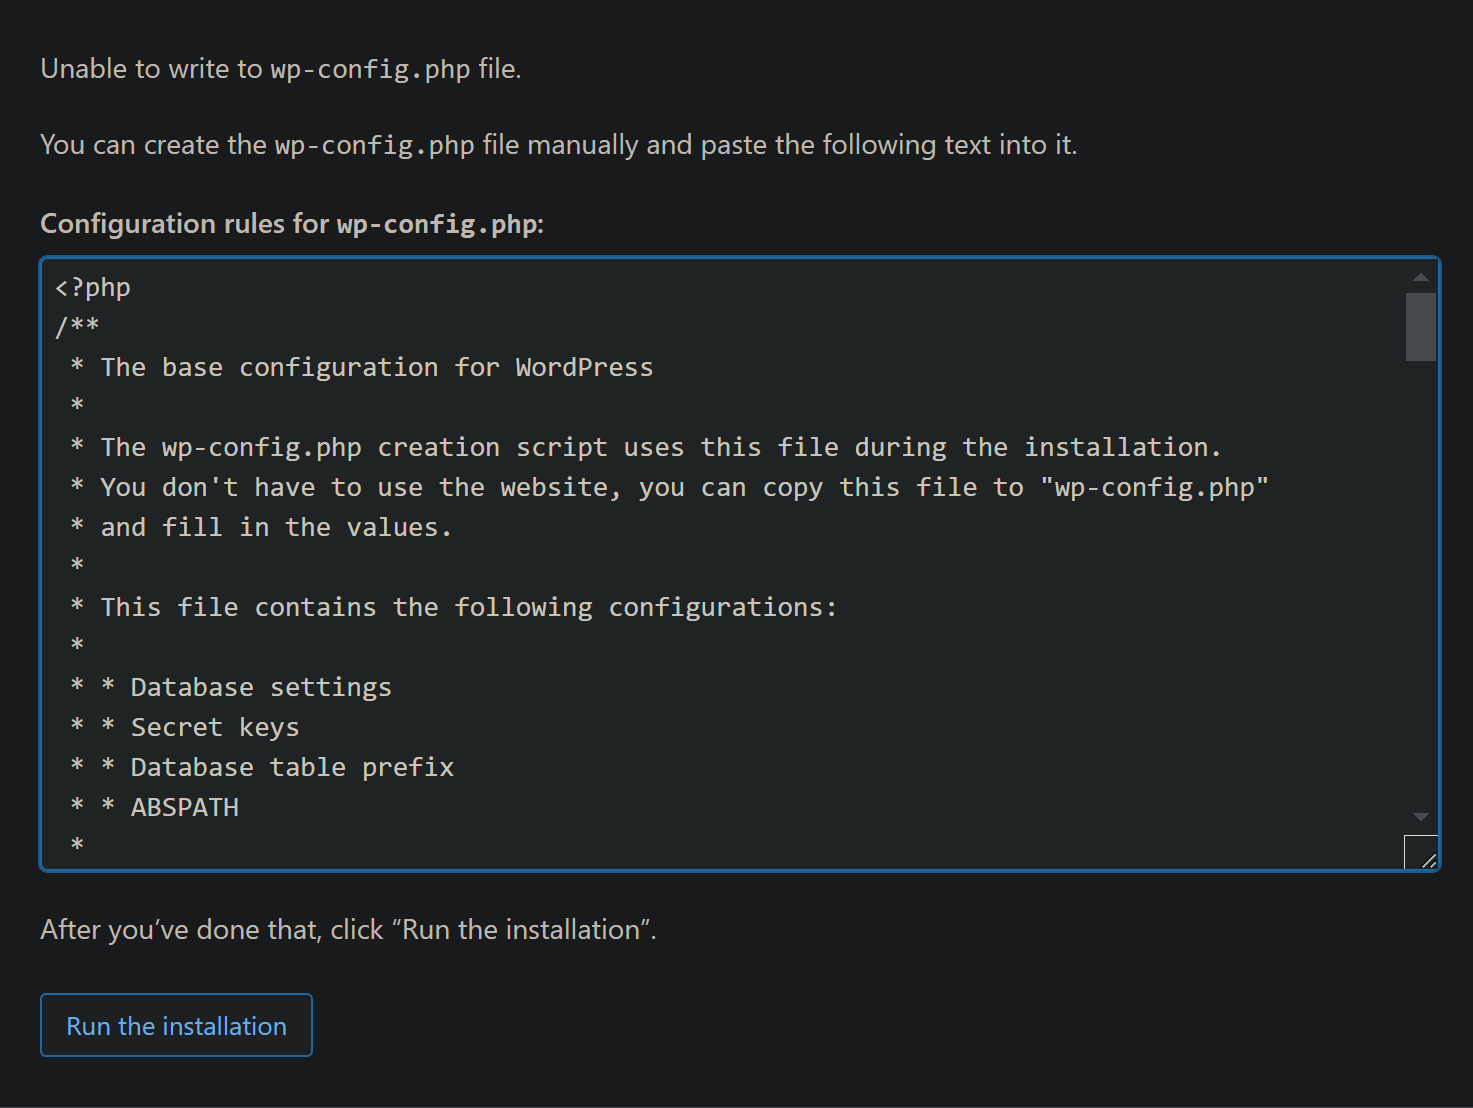 Unable to write to wp-config.php file.
You can create the wp-config.php file manually and paste the following text into it.
Configuration rules for wp-config.php:
<?php
/**
 * The base configuration for WordPress
 *
 * The wp-config.php creation script uses this file during the installation.
 * You don't have to use the website, you can copy this file to "wp-config.php"
 * and fill in the values.
 *
 * This file contains the following configurations:
 *
 * * Database settings
 * * Secret keys
 * * Database table prefix
 * * ABSPATH
 *
After you’ve done that, click “Run the installation”.
Run the installation